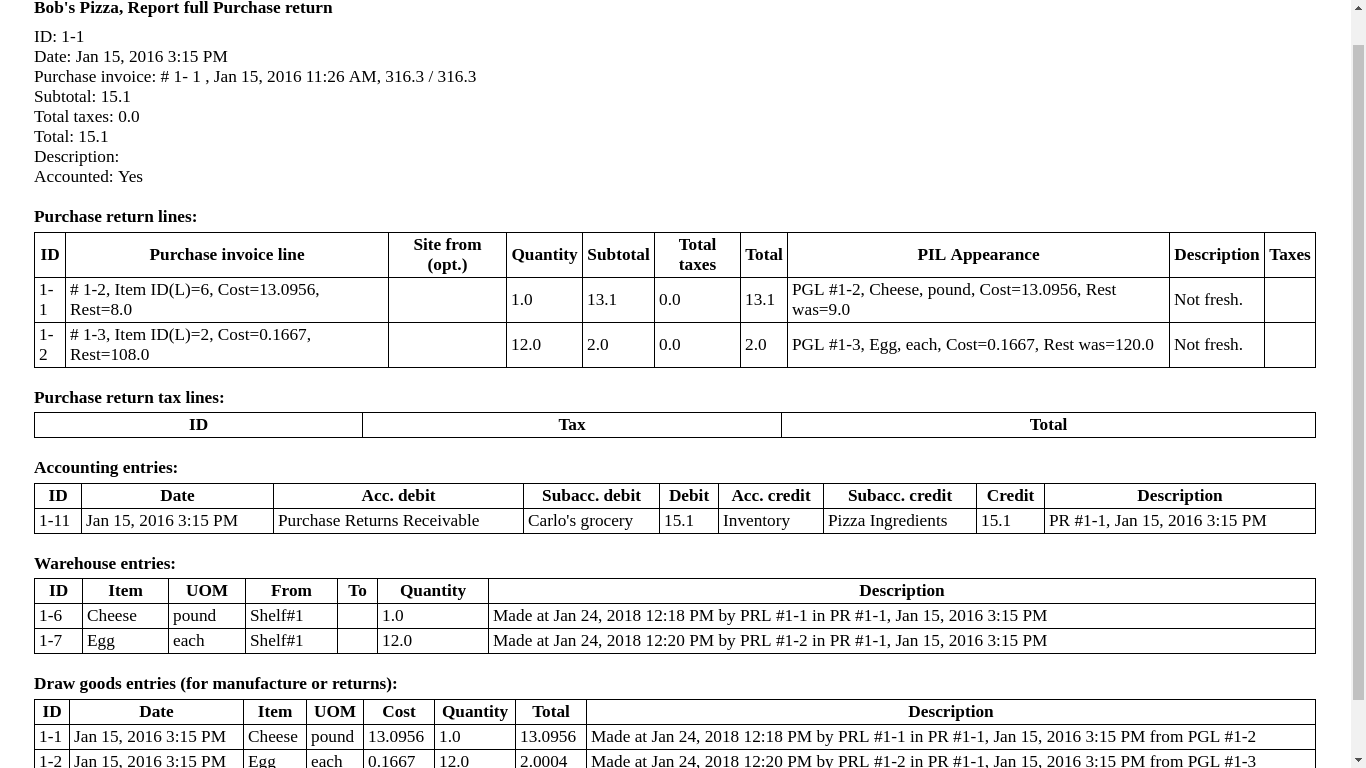 Bob's Pizza, Report full Purchase return
ID: 1-1
Date: Jan 15, 2016 3:15 PM
Purchase invoice: # 1- 1 , Jan 15, 2016 11:26 AM, 316.3 / 316.3
Subtotal: 15.1
Total taxes: 0.0
Total: 15.1
Description:
Accounted: Yes
Purchase return lines:
ID Purchase invoice line Site from (opt.) Quantity Subtotal Total taxes Total PIL Appearance Description Taxes
1-1 # 1-2, Item ID(L)=6, Cost=13.0956, Rest=8.0 1.0 13.1 0.0 13.1 PGL #1-2, Cheese, pound, Cost=13.0956, Rest was=9.0 Not fresh.
1-2 # 1-3, Item ID(L)=2, Cost=0.1667, Rest=108.0 12.0 2.0 0.0 2.0 PGL #1-3, Egg, each, Cost=0.1667, Rest was=120.0 Not fresh.
Purchase return tax lines:
ID Tax Total
Accounting entries:
ID Date Acc. debit Subacc. debit Debit Acc. credit Subacc. credit Credit Description
1-11 Jan 15, 2016 3:15 PM Purchase Returns Receivable Carlo's grocery 15.1 Inventory Pizza Ingredients 15.1 PR #1-1, Jan 15, 2016 3:15 PM
Warehouse entries:
ID Item UOM From To Quantity Description
1-6 Cheese pound Shelf#1 1.0 Made at Jan 24, 2018 12:18 PM by PRL #1-1 in PR #1-1, Jan 15, 2016 3:15 PM
1-7 Egg each Shelf#1 12.0 Made at Jan 24, 2018 12:20 PM by PRL #1-2 in PR #1-1, Jan 15, 2016 3:15 PM
Draw goods entries (for manufacture or returns):
ID Date Item UOM Cost Quantity Total Description
1-1 Jan 15, 2016 3:15 PM Cheese pound 13.0956 1.0 13.0956 Made at Jan 24, 2018 12:18 PM by PRL #1-1 in PR #1-1, Jan 15, 2016 3:15 PM from PGL #1-2
1-2 Jan 15, 2016 3:15 PM Egg each 0.1667 12.0 2.0004 Made at Jan 24, 2018 12:20 PM by PRL #1-2 in PR #1-1, Jan 15, 2016 3:15 PM from PGL #1-3